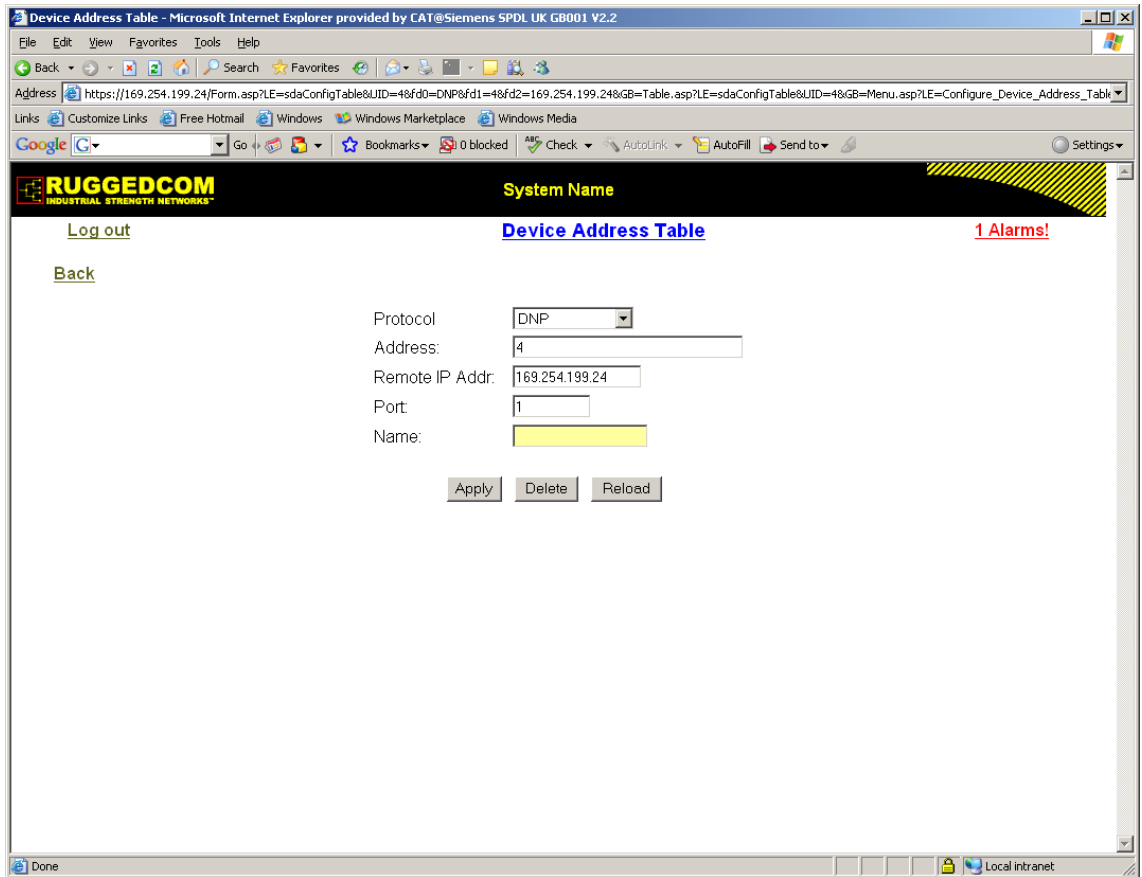 Device Address Table - Microsoft Internet Explorer provided by CAT@Siemens SPDL UK GB001 V2.2
File Edit View Favorites Tools Help
Back Search Favorites
Address https://169.254.199.24/Form.asp?LE=sdaConfigTable&UID=4&fd0=DNP&fd1=4&fd2=169.254.199.24&GB=Table.asp?LE=sdaConfigTable&UID=4&GB=Menu.asp?LE=Configure_Device_Address_Table
Links Customize Links Free Hotmail Windows Windows Marketplace Windows Media
Google G Go Bookmarks 0 blocked ABC Check AutoLink AutoFill Send to Settings
RUGGEDCOM System Name
INDUSTRIAL STRENGTH NETWORKS™
Log out Device Address Table 1 Alarms!
Back
Protocol DNP
Address: 4
Remote IP Addr: 169.254.199.24
Port: 1
Name:
Apply Delete Reload
Done Local intranet